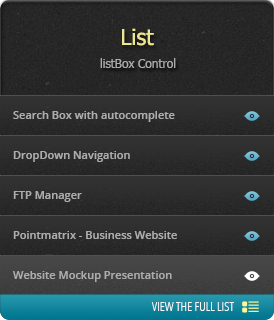 List
listBox Control
Search Box with autocomplete
DropDown Navigation
FTP Manager
Pointmatrix - Business Website
Website Mockup Presentation
VIEW THE FULL LIST